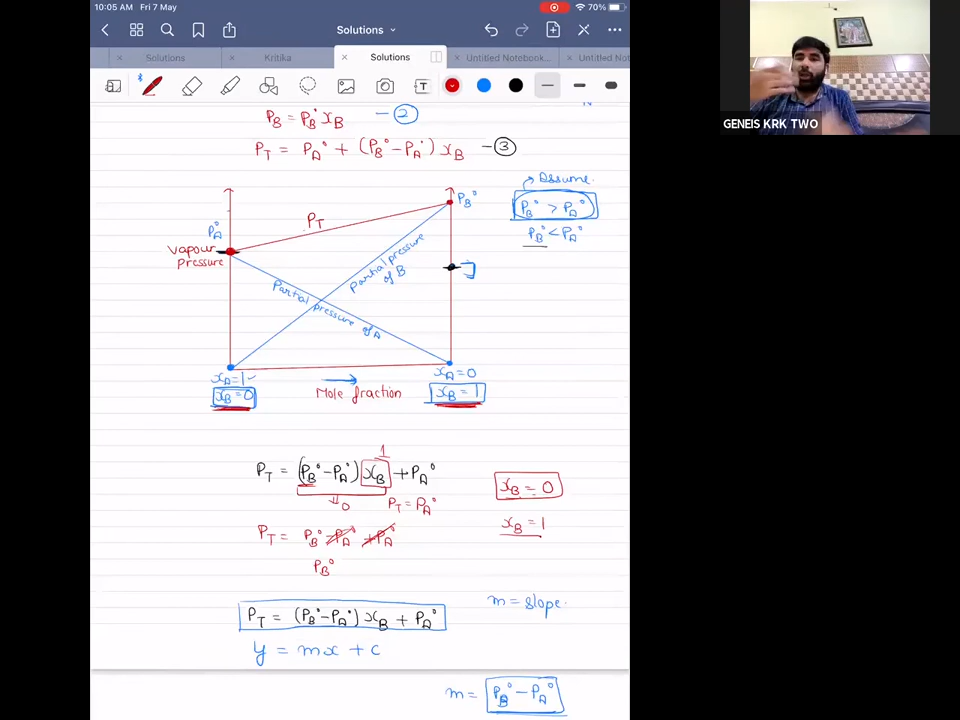 10:05 AM Fri 7 May
70%
Solutions
Solutions
Kritika
Solutions
Untitled Notebook...
Untitled Not
T
P_B = P_B° x_B — ②
P_T = P_A° + (P_B° − P_A°) x_B — ③
→ Assume
P_B° > P_A°
P_B° < P_A°
P_B°
P_T
P_A°
Vapour
pressure
Partial pressure
of B
Partial pressure of A
x_A = 1
x_B = 0
x_A = 0
x_B = 1
→
Mole fraction
1
P_T = (P_B° − P_A°) x_B + P_A°
⇓ 0
P_T = P_A°
x_B = 0
x_B = 1
P_T = P_B° − P_A° + P_A°
P_B°
P_T = (P_B° − P_A°) x_B + P_A°
m = slope.
y = mx + c
m = P_B° − P_A°
GENEIS KRK TWO